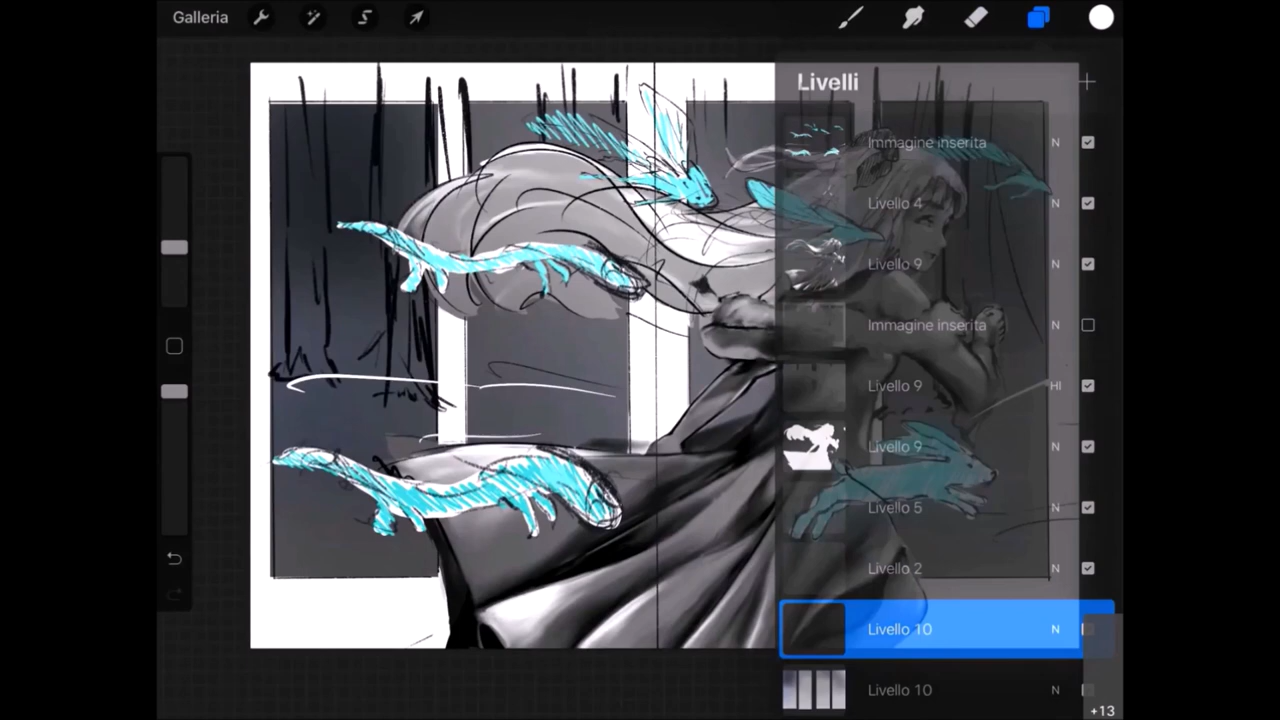 Galleria
Livelli
Immagine inserita N
Livello 4 N
Livello 9 N
Immagine inserita N
Livello 9 HI
Livello 9 N
Livello 5 N
Livello 2 N
Livello 10 N
Livello 10 N
+13